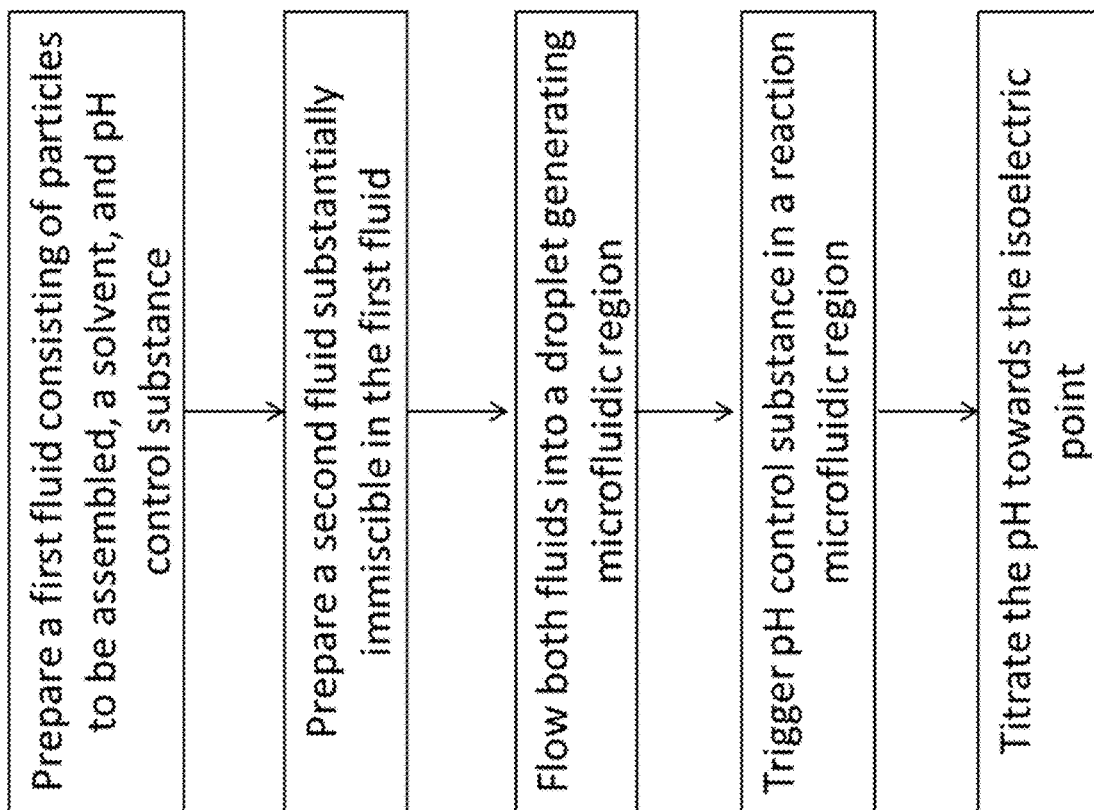 Prepare a first fluid consisting of particles
to be assembled, a solvent, and pH
control substance
Prepare a second fluid substantially
immiscible in the first fluid
Flow both fluids into a droplet generating
microfluidic region
Trigger pH control substance in a reaction
microfluidic region
Titrate the pH towards the isoelectric
point